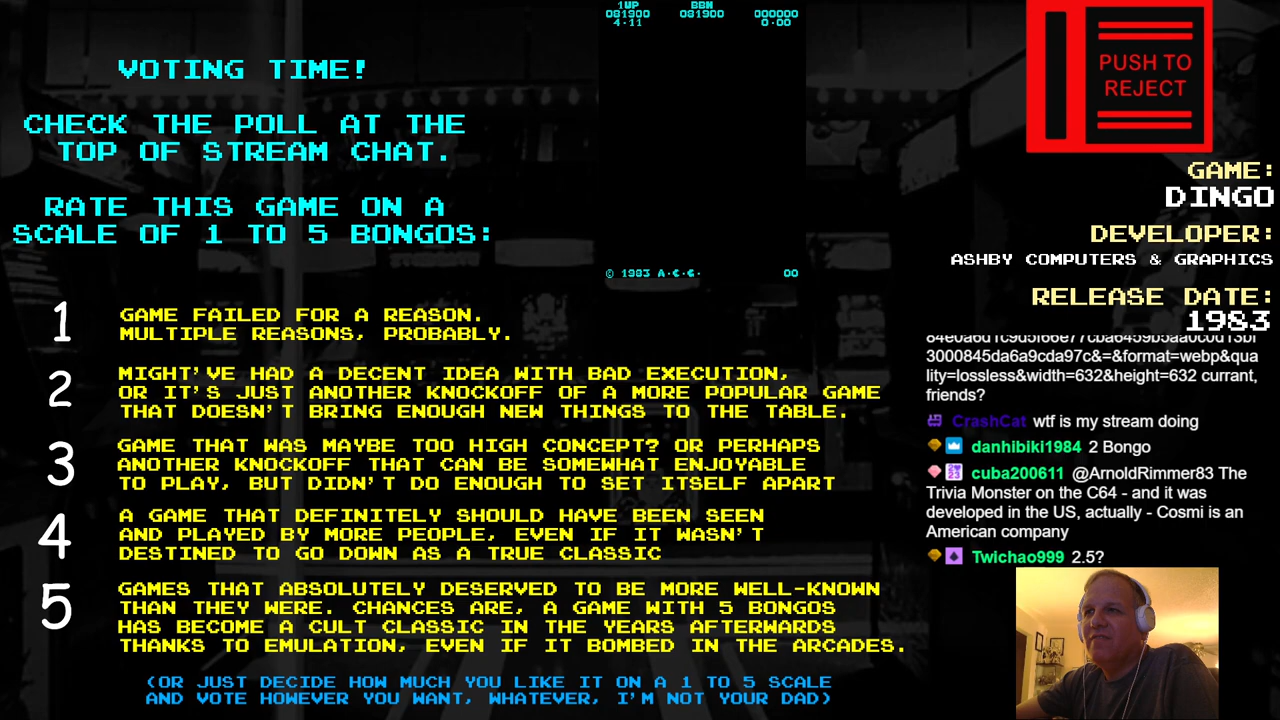 1UP BBN
081900 081900 000000
4·11 0·00
VOTING TIME!
CHECK THE POLL AT THE
TOP OF STREAM CHAT.
RATE THIS GAME ON A
SCALE OF 1 TO 5 BONGOS:
© 1983 A·C·G· 00
1 GAME FAILED FOR A REASON.
MULTIPLE REASONS, PROBABLY.
2 MIGHT'VE HAD A DECENT IDEA WITH BAD EXECUTION,
OR IT'S JUST ANOTHER KNOCKOFF OF A MORE POPULAR GAME
THAT DOESN'T BRING ENOUGH NEW THINGS TO THE TABLE.
3 GAME THAT WAS MAYBE TOO HIGH CONCEPT? OR PERHAPS
ANOTHER KNOCKOFF THAT CAN BE SOMEWHAT ENJOYABLE
TO PLAY, BUT DIDN'T DO ENOUGH TO SET ITSELF APART
4 A GAME THAT DEFINITELY SHOULD HAVE BEEN SEEN
AND PLAYED BY MORE PEOPLE, EVEN IF IT WASN'T
DESTINED TO GO DOWN AS A TRUE CLASSIC
5 GAMES THAT ABSOLUTELY DESERVED TO BE MORE WELL-KNOWN
THAN THEY WERE. CHANCES ARE, A GAME WITH 5 BONGOS
HAS BECOME A CULT CLASSIC IN THE YEARS AFTERWARDS
THANKS TO EMULATION, EVEN IF IT BOMBED IN THE ARCADES.
(OR JUST DECIDE HOW MUCH YOU LIKE IT ON A 1 TO 5 SCALE
AND VOTE HOWEVER YOU WANT, WHATEVER, I'M NOT YOUR DAD)
PUSH TO
REJECT
GAME:
DINGO
DEVELOPER:
ASHBY COMPUTERS & GRAPHICS
RELEASE DATE:
1983
3000845da6a9cda97c&=&format=webp&qua
lity=lossless&width=632&height=632 currant,
friends?
CrashCat wtf is my stream doing
danhibiki1984 2 Bongo
cuba200611 @ArnoldRimmer83 The
Trivia Monster on the C64 - and it was
developed in the US, actually - Cosmi is an
American company
Twichao999 2.5?